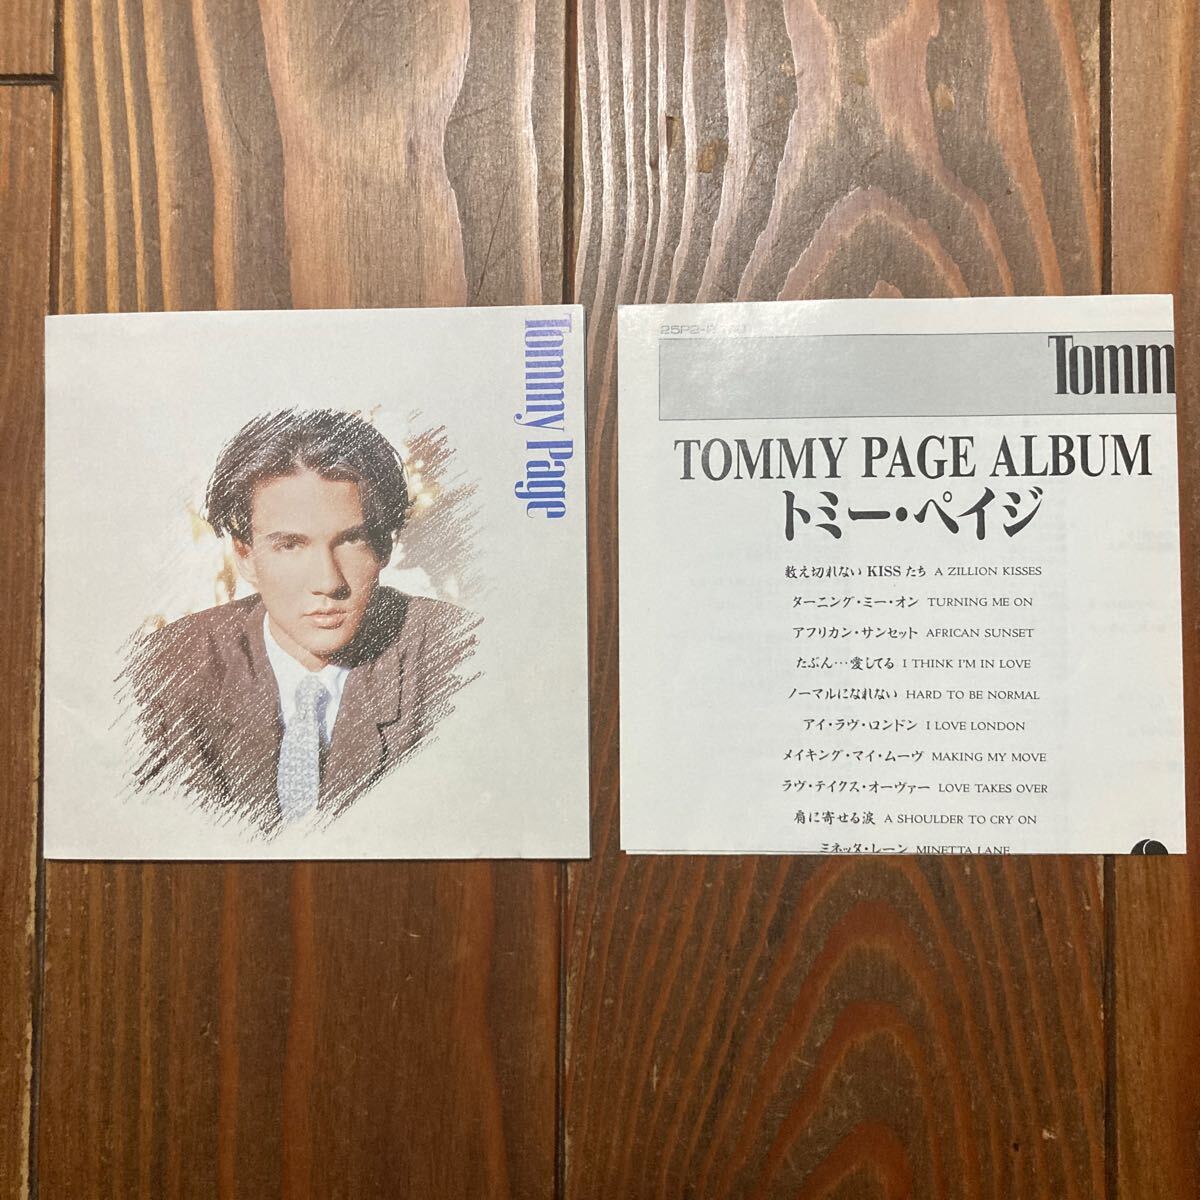 Tommy Page
Tomm
TOMMY PAGE ALBUM
トミー・ペイジ
数え切れない KISS たち A ZILLION KISSES
ターニング・ミー・オン TURNING ME ON
アフリカン・サンセット AFRICAN SUNSET
たぶん…愛してる I THINK I'M IN LOVE
ノーマルになれない HARD TO BE NORMAL
アイ・ラヴ・ロンドン I LOVE LONDON
メイキング・マイ・ムーヴ MAKING MY MOVE
ラヴ・テイクス・オーヴァー LOVE TAKES OVER
肩に寄せる涙 A SHOULDER TO CRY ON
ミネッタ・レーン MINETTA LANE